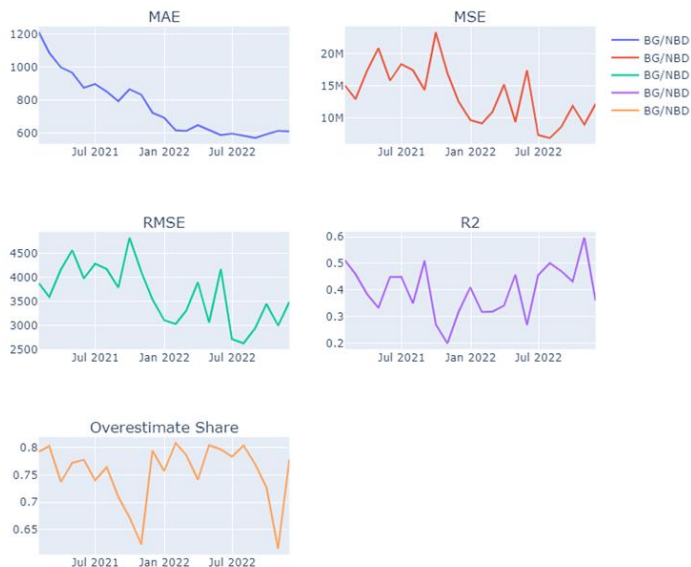 MAE
1200
1000
800
600
Jul 2021 Jan 2022 Jul 2022
MSE
20M
15M
10M
Jul 2021 Jan 2022 Jul 2022
BG/NBD
BG/NBD
BG/NBD
BG/NBD
BG/NBD
RMSE
4500
4000
3500
3000
2500
Jul 2021 Jan 2022 Jul 2022
R2
0.6
0.5
0.4
0.3
0.2
Jul 2021 Jan 2022 Jul 2022
Overestimate Share
0.8
0.75
0.7
0.65
Jul 2021 Jan 2022 Jul 2022